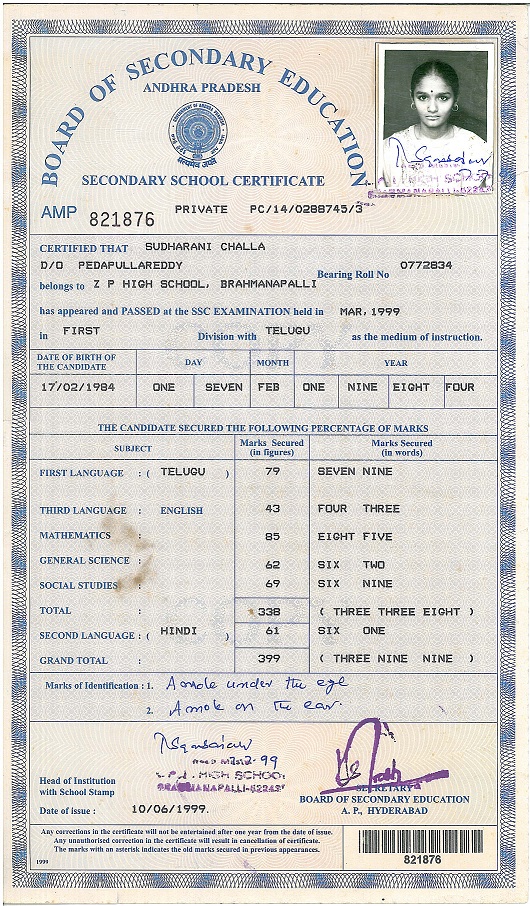 BOARD OF SECONDARY EDUCATION
ANDHRA PRADESH
SECONDARY SCHOOL CERTIFICATE
AMP 821876 PRIVATE PC/14/0288745/3
CERTIFIED THAT SUDHARANI CHALLA
D/O PEDAPULLAREDDY
Bearing Roll No 0772834
belongs to Z P HIGH SCHOOL, BRAHMANAPALLI
has appeared and PASSED at the SSC EXAMINATION held in MAR,1999
in FIRST Division with TELUGU as the medium of instruction.
DATE OF BIRTH OF THE CANDIDATE DAY MONTH YEAR
17/02/1984 ONE SEVEN FEB ONE NINE EIGHT FOUR
THE CANDIDATE SECURED THE FOLLOWING PERCENTAGE OF MARKS
SUBJECT Marks Secured (in figures) Marks Secured (in words)
FIRST LANGUAGE : ( TELUGU ) 79 SEVEN NINE
THIRD LANGUAGE : ENGLISH 43 FOUR THREE
MATHEMATICS : 85 EIGHT FIVE
GENERAL SCIENCE : 62 SIX TWO
SOCIAL STUDIES : 69 SIX NINE
TOTAL : 338 ( THREE THREE EIGHT )
SECOND LANGUAGE : ( HINDI ) 61 SIX ONE
GRAND TOTAL : 399 ( THREE NINE NINE )
Marks of Identification : 1. A mole under the eye
2. A mole on the ear.
Head of Institution
with School Stamp
SECRETARY
BOARD OF SECONDARY EDUCATION
A. P., HYDERABAD
Date of issue : 10/06/1999.
Any corrections in the certificate will not be entertained after one year from the date of issue.
Any unauthorised correction in the certificate will result in cancellation of certificate.
The marks with an asterisk indicates the old marks secured in previous appearances.
1999
821876